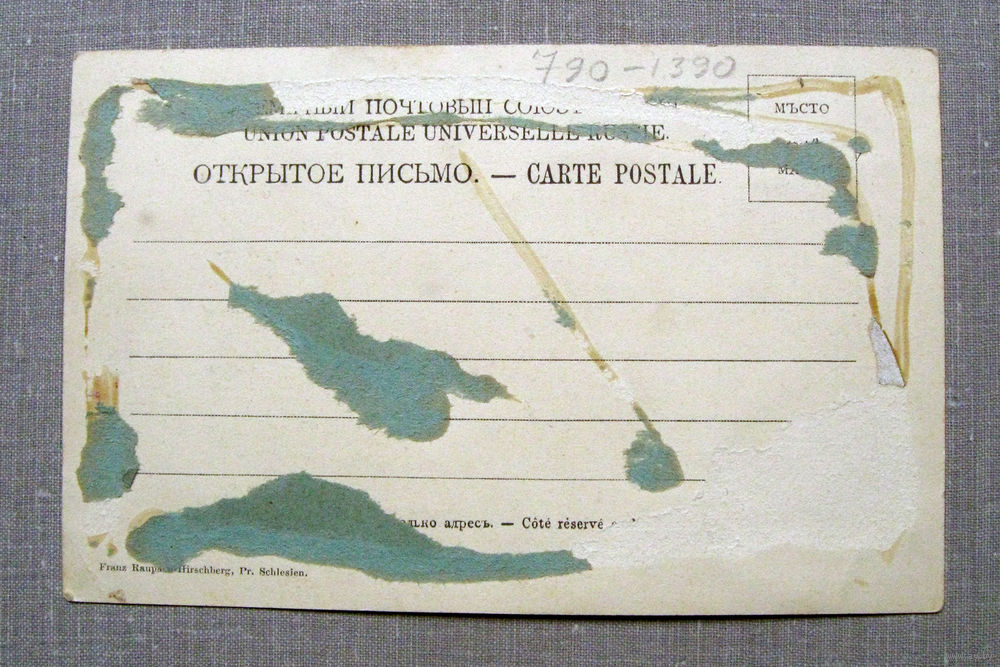 790-1390
ПОЧТОВЫЙ СОЮЗ
UNION POSTALE UNIVERSELLE RUSSIE.
МѢСТО
ОТКРЫТОЕ ПИСЬМО. — CARTE POSTALE.
адресъ. — Côté réservé
Franz Hirschberg, Pr. Schlesien.